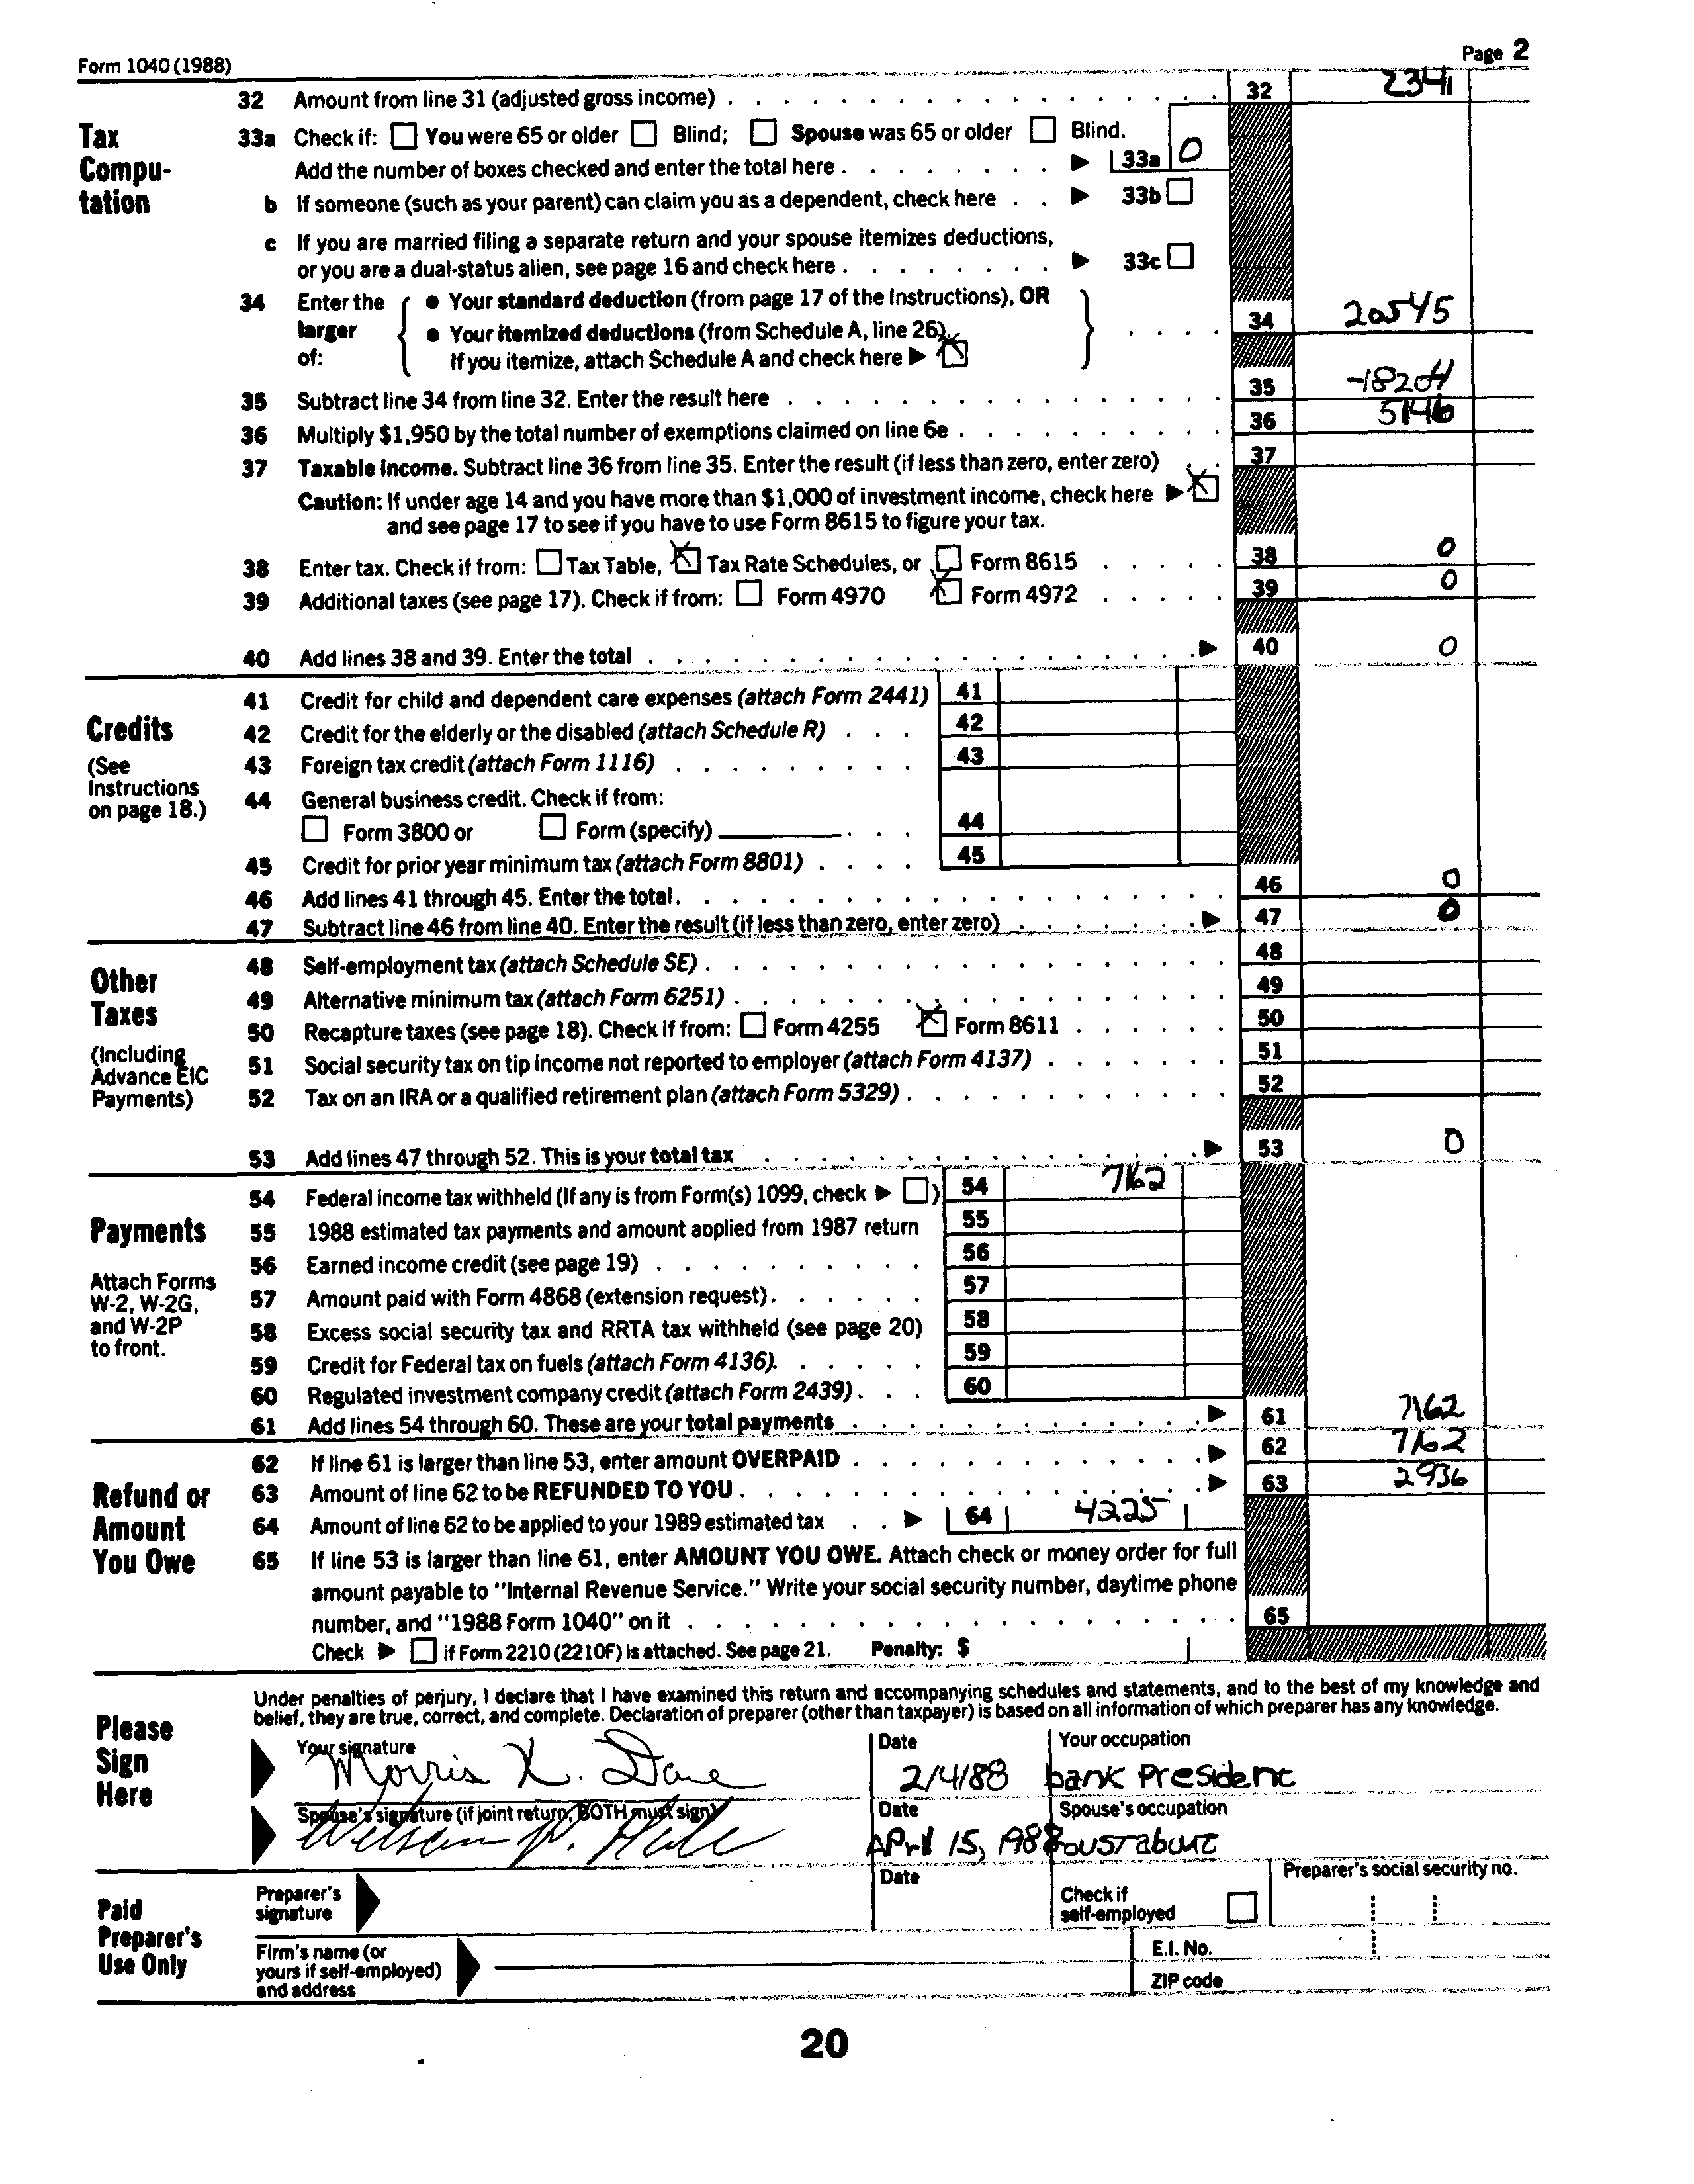 Form 1040 (1988) Page 2
32 Amount from line 31 (adjusted gross income) 32 2341
Tax Compu-tation
33a Check if: You were 65 or older Blind; Spouse was 65 or older Blind.
Add the number of boxes checked and enter the total here 33a 0
b If someone (such as your parent) can claim you as a dependent, check here 33b
c If you are married filing a separate return and your spouse itemizes deductions,
or you are a dual-status alien, see page 16 and check here 33c
34 Enter the larger of: Your standard deduction (from page 17 of the Instructions), OR
Your itemized deductions (from Schedule A, line 26) 34 20545
If you itemize, attach Schedule A and check here
35 Subtract line 34 from line 32. Enter the result here 35 -18204
36 Multiply $1,950 by the total number of exemptions claimed on line 6e 36 5146
37 Taxable Income. Subtract line 36 from line 35. Enter the result (if less than zero, enter zero) 37
Caution: If under age 14 and you have more than $1,000 of investment income, check here
and see page 17 to see if you have to use Form 8615 to figure your tax.
38 Enter tax. Check if from: Tax Table, Tax Rate Schedules, or Form 8615 38 0
39 Additional taxes (see page 17). Check if from: Form 4970 Form 4972 39 0
40 Add lines 38 and 39. Enter the total 40 0
Credits
(See Instructions on page 18.)
41 Credit for child and dependent care expenses (attach Form 2441) 41
42 Credit for the elderly or the disabled (attach Schedule R) 42
43 Foreign tax credit (attach Form 1116) 43
44 General business credit. Check if from:
Form 3800 or Form (specify) 44
45 Credit for prior year minimum tax (attach Form 8801) 45
46 Add lines 41 through 45. Enter the total. 46 0
47 Subtract line 46 from line 40. Enter the result (if less than zero, enter zero) 47 0
Other Taxes
(Including Advance EIC Payments)
48 Self-employment tax (attach Schedule SE) 48
49 Alternative minimum tax (attach Form 6251) 49
50 Recapture taxes (see page 18). Check if from: Form 4255 Form 8611 50
51 Social security tax on tip income not reported to employer (attach Form 4137) 51
52 Tax on an IRA or a qualified retirement plan (attach Form 5329) 52
53 Add lines 47 through 52. This is your total tax 53 0
Payments
Attach Forms W-2, W-2G, and W-2P to front.
54 Federal income tax withheld (If any is from Form(s) 1099, check ) 54 7162
55 1988 estimated tax payments and amount applied from 1987 return 55
56 Earned income credit (see page 19) 56
57 Amount paid with Form 4868 (extension request) 57
58 Excess social security tax and RRTA tax withheld (see page 20) 58
59 Credit for Federal tax on fuels (attach Form 4136) 59
60 Regulated investment company credit (attach Form 2439) 60
61 Add lines 54 through 60. These are your total payments 61 7162
Refund or Amount You Owe
62 If line 61 is larger than line 53, enter amount OVERPAID 62 7162
63 Amount of line 62 to be REFUNDED TO YOU 63 2936
64 Amount of line 62 to be applied to your 1989 estimated tax 64 4225
65 If line 53 is larger than line 61, enter AMOUNT YOU OWE. Attach check or money order for full
amount payable to "Internal Revenue Service." Write your social security number, daytime phone
number, and "1988 Form 1040" on it 65
Check if Form 2210 (2210F) is attached. See page 21. Penalty: $
Please Sign Here
Under penalties of perjury, I declare that I have examined this return and accompanying schedules and statements, and to the best of my knowledge and
belief, they are true, correct, and complete. Declaration of preparer (other than taxpayer) is based on all information of which preparer has any knowledge.
Your signature Date Your occupation
Morris X. Dane 2/4/88 bank President
Spouse's signature (if joint return, BOTH must sign) Date Spouse's occupation
Wilson P. Hale April 15, 1988 roustabout
Paid Preparer's Use Only
Preparer's signature Date Check if self-employed Preparer's social security no.
Firm's name (or yours if self-employed) and address E.I. No.
ZIP code
20